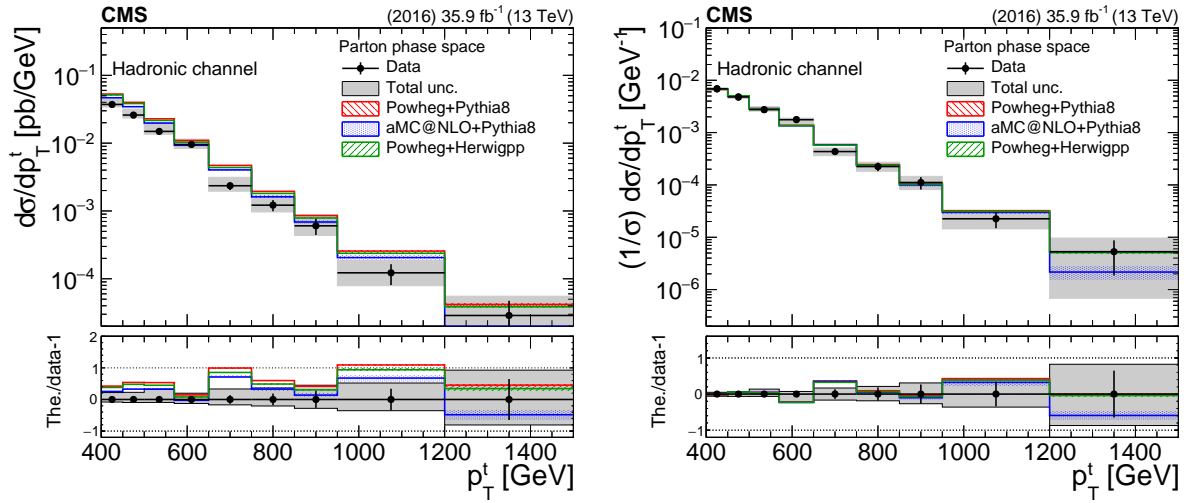 CMS
(2016) 35.9 fb⁻¹ (13 TeV)
Parton phase space
Hadronic channel
Data
Total unc.
Powheg+Pythia8
aMC@NLO+Pythia8
Powheg+Herwigpp
dσ/dp_T^t [pb/GeV]
10⁻¹
10⁻²
10⁻³
10⁻⁴
The./data-1
2
1
0
−1
400 600 800 1000 1200 1400
p_T^t [GeV]
CMS
(2016) 35.9 fb⁻¹ (13 TeV)
Parton phase space
Hadronic channel
Data
Total unc.
Powheg+Pythia8
aMC@NLO+Pythia8
Powheg+Herwigpp
(1/σ) dσ/dp_T^t [GeV⁻¹]
10⁻¹
10⁻²
10⁻³
10⁻⁴
10⁻⁵
10⁻⁶
The./data-1
1
0
−1
400 600 800 1000 1200 1400
p_T^t [GeV]